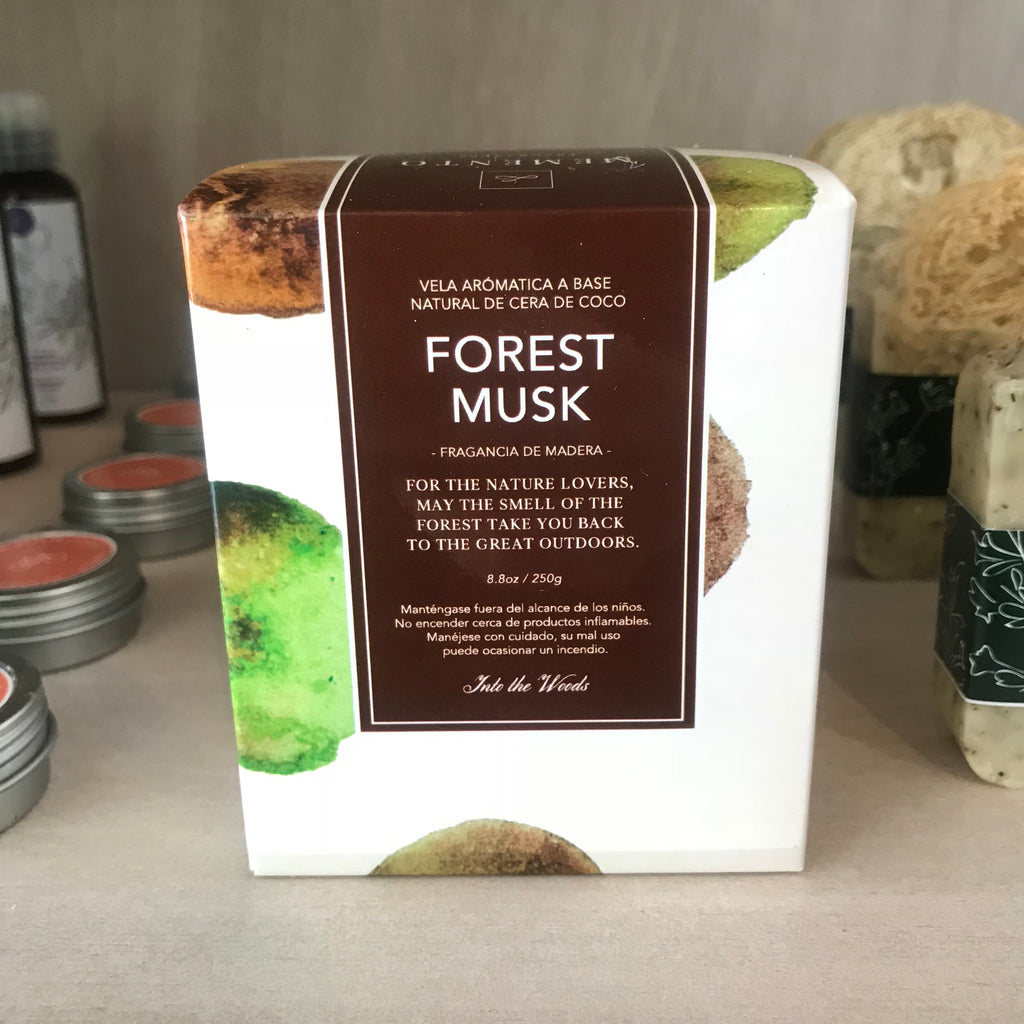 MEMENTO
VELA ARÓMATICA A BASE
NATURAL DE CERA DE COCO
FOREST
MUSK
- FRAGANCIA DE MADERA -
FOR THE NATURE LOVERS,
MAY THE SMELL OF THE
FOREST TAKE YOU BACK
TO THE GREAT OUTDOORS.
8.8oz / 250g
Manténgase fuera del alcance de los niños.
No encender cerca de productos inflamables.
Manéjese con cuidado, su mal uso
puede ocasionar un incendio.
Into the Woods